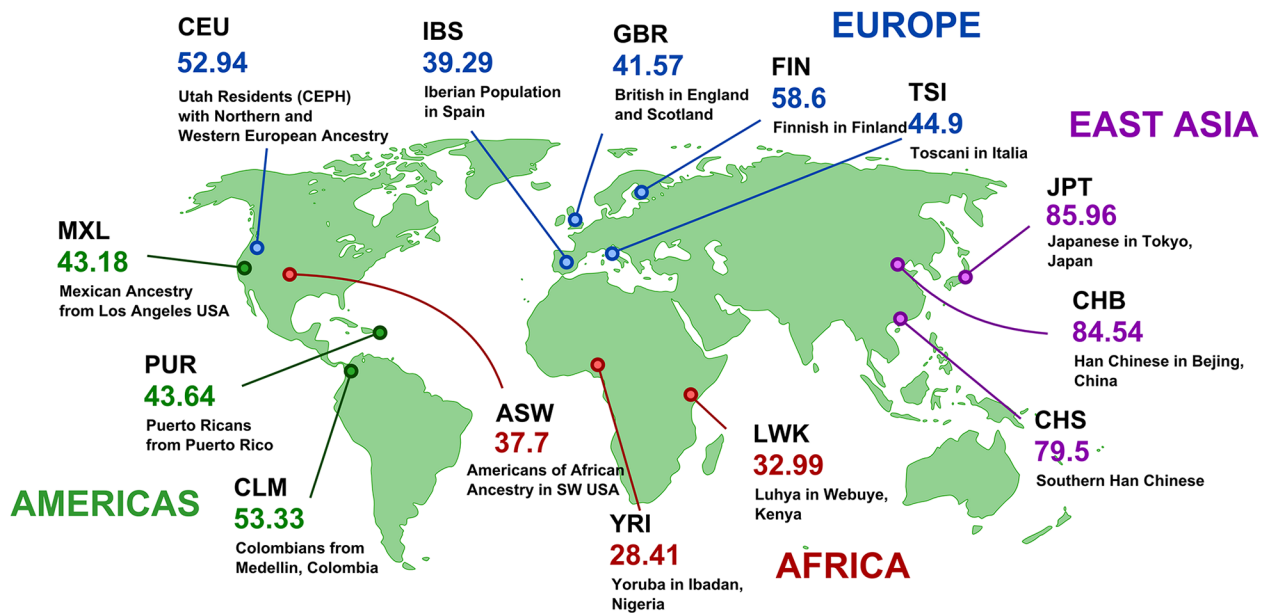 CEU
52.94
Utah Residents (CEPH)
with Northern and
Western European Ancestry
IBS
39.29
Iberian Population
in Spain
GBR
41.57
British in England
and Scotland
EUROPE
FIN
58.6
Finnish in Finland
TSI
44.9
Toscani in Italia
EAST ASIA
JPT
85.96
Japanese in Tokyo,
Japan
CHB
84.54
Han Chinese in Bejing,
China
CHS
79.5
Southern Han Chinese
MXL
43.18
Mexican Ancestry
from Los Angeles USA
PUR
43.64
Puerto Ricans
from Puerto Rico
AMERICAS
CLM
53.33
Colombians from
Medellin, Colombia
ASW
37.7
Americans of African
Ancestry in SW USA
YRI
28.41
Yoruba in Ibadan,
Nigeria
LWK
32.99
Luhya in Webuye,
Kenya
AFRICA